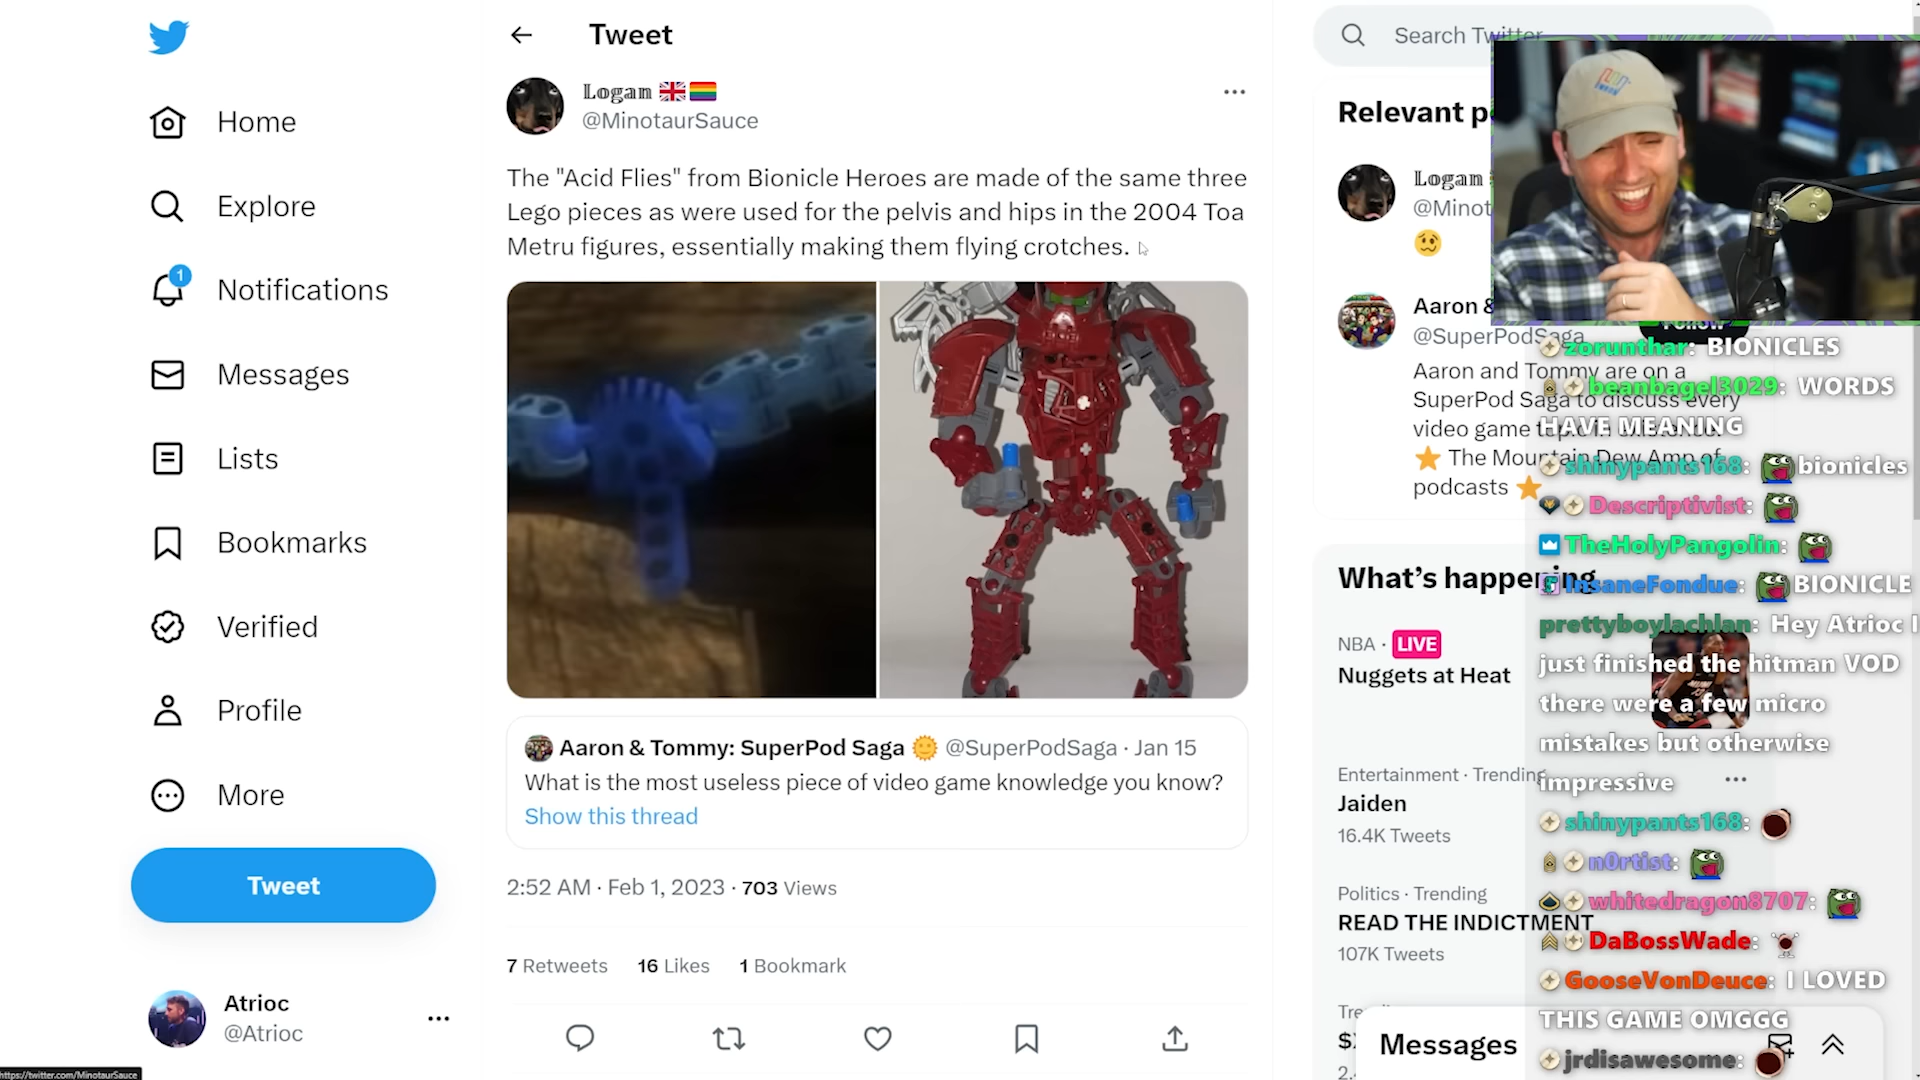 Home
Explore
1
Notifications
Messages
Lists
Bookmarks
Verified
Profile
More
Tweet
Atrioc
@Atrioc
https://twitter.com/MinotaurSauce
Tweet
Logan
@MinotaurSauce
The "Acid Flies" from Bionicle Heroes are made of the same three
Lego pieces as were used for the pelvis and hips in the 2004 Toa
Metru figures, essentially making them flying crotches.
Aaron & Tommy: SuperPod Saga @SuperPodSaga · Jan 15
What is the most useless piece of video game knowledge you know?
Show this thread
2:52 AM · Feb 1, 2023 · 703 Views
7 Retweets 16 Likes 1 Bookmark
Search Twitter
Relevant p
Logan
@Minot
Aaron &
@SuperPodSaga
Follow
Aaron and Tommy are on a
SuperPod Saga to discuss every
video game
The Mountain Dew Amp of
podcasts
What's happening
NBA · LIVE
Nuggets at Heat
Entertainment · Trending
Jaiden
16.4K Tweets
Politics · Trending
READ THE INDICTMENT
107K Tweets
Messages
zorunthar: BIONICLES
beanbagel3029: WORDS
HAVE MEANING
shinypants168: bionicles
Descriptivist:
TheHolyPangolin:
InsaneFondue: BIONICLE
prettyboylachlan: Hey Atrioc I
just finished the hitman VOD
there were a few micro
mistakes but otherwise
impressive
shinypants168:
n0rtist:
whitedragon8707:
DaBossWade:
GooseVonDeuce: I LOVED
THIS GAME OMGGG
jrdisawesome: